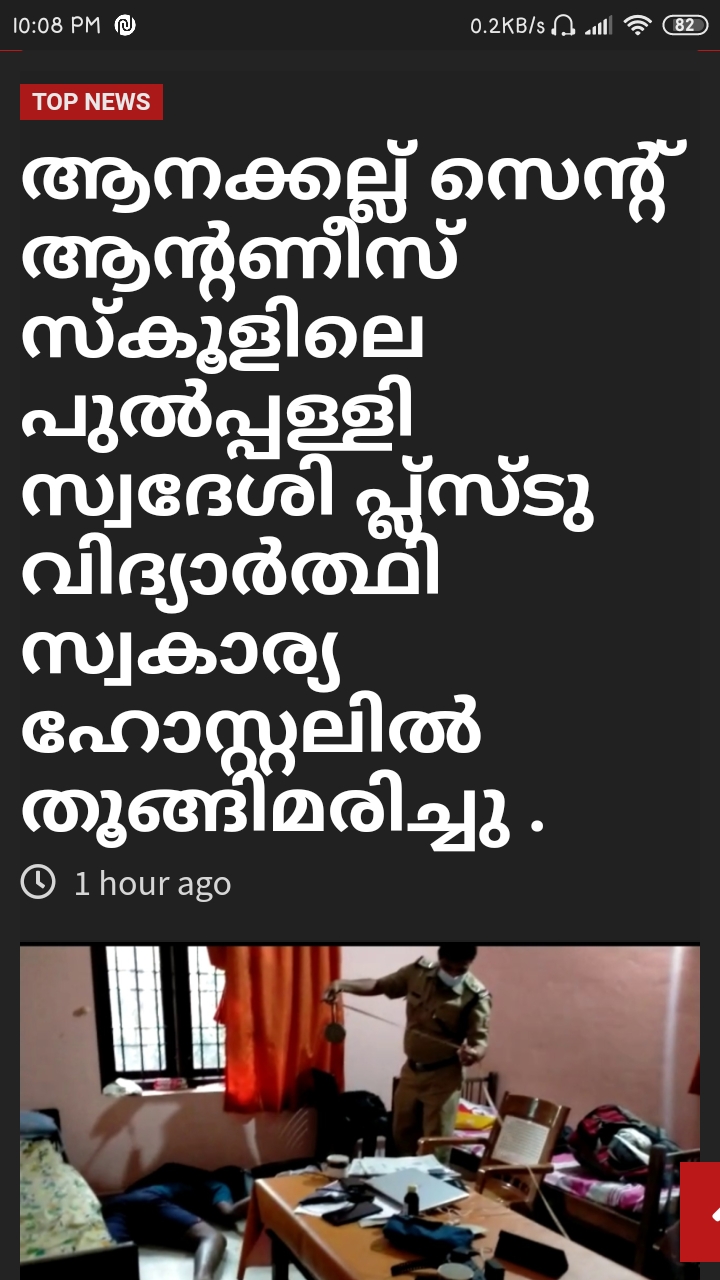 10:08 PM
0.2KB/s
82
TOP NEWS
ആനക്കല്ല് സെന്റ്
ആന്റണീസ്
സ്കൂളിലെ
പുൽപ്പള്ളി
സ്വദേശി പ്ല്സ്ടു
വിദ്യാർത്ഥി
സ്വകാര്യ
ഹോസ്റ്റലിൽ
തൂങ്ങിമരിച്ചു .
1 hour ago